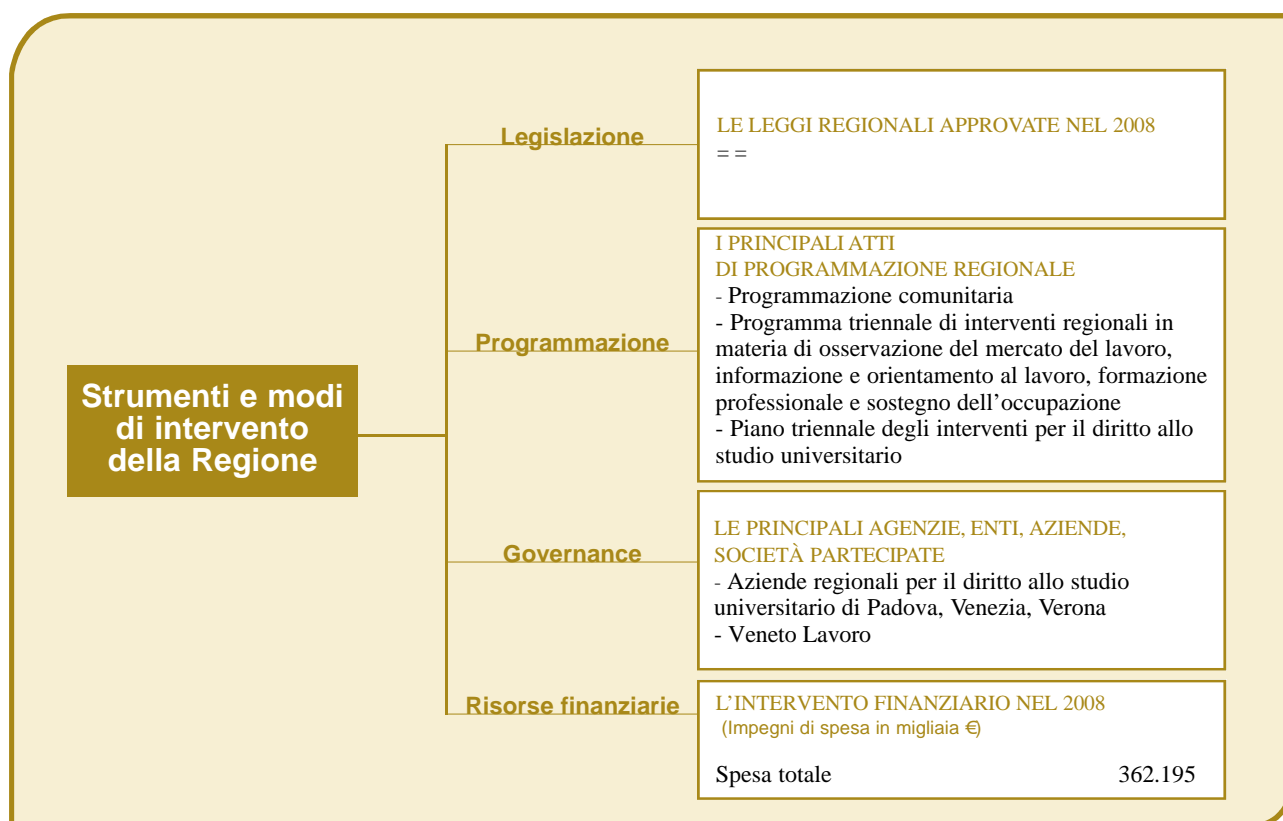 Strumenti e modi
di intervento
della Regione
Legislazione
LE LEGGI REGIONALI APPROVATE NEL 2008
= =
Programmazione
I PRINCIPALI ATTI
DI PROGRAMMAZIONE REGIONALE
- Programmazione comunitaria
- Programma triennale di interventi regionali in
materia di osservazione del mercato del lavoro,
informazione e orientamento al lavoro, formazione
professionale e sostegno dell’occupazione
- Piano triennale degli interventi per il diritto allo
studio universitario
Governance
LE PRINCIPALI AGENZIE, ENTI, AZIENDE,
SOCIETÀ PARTECIPATE
- Aziende regionali per il diritto allo studio
universitario di Padova, Venezia, Verona
- Veneto Lavoro
Risorse finanziarie
L’INTERVENTO FINANZIARIO NEL 2008
(Impegni di spesa in migliaia €)
Spesa totale 362.195